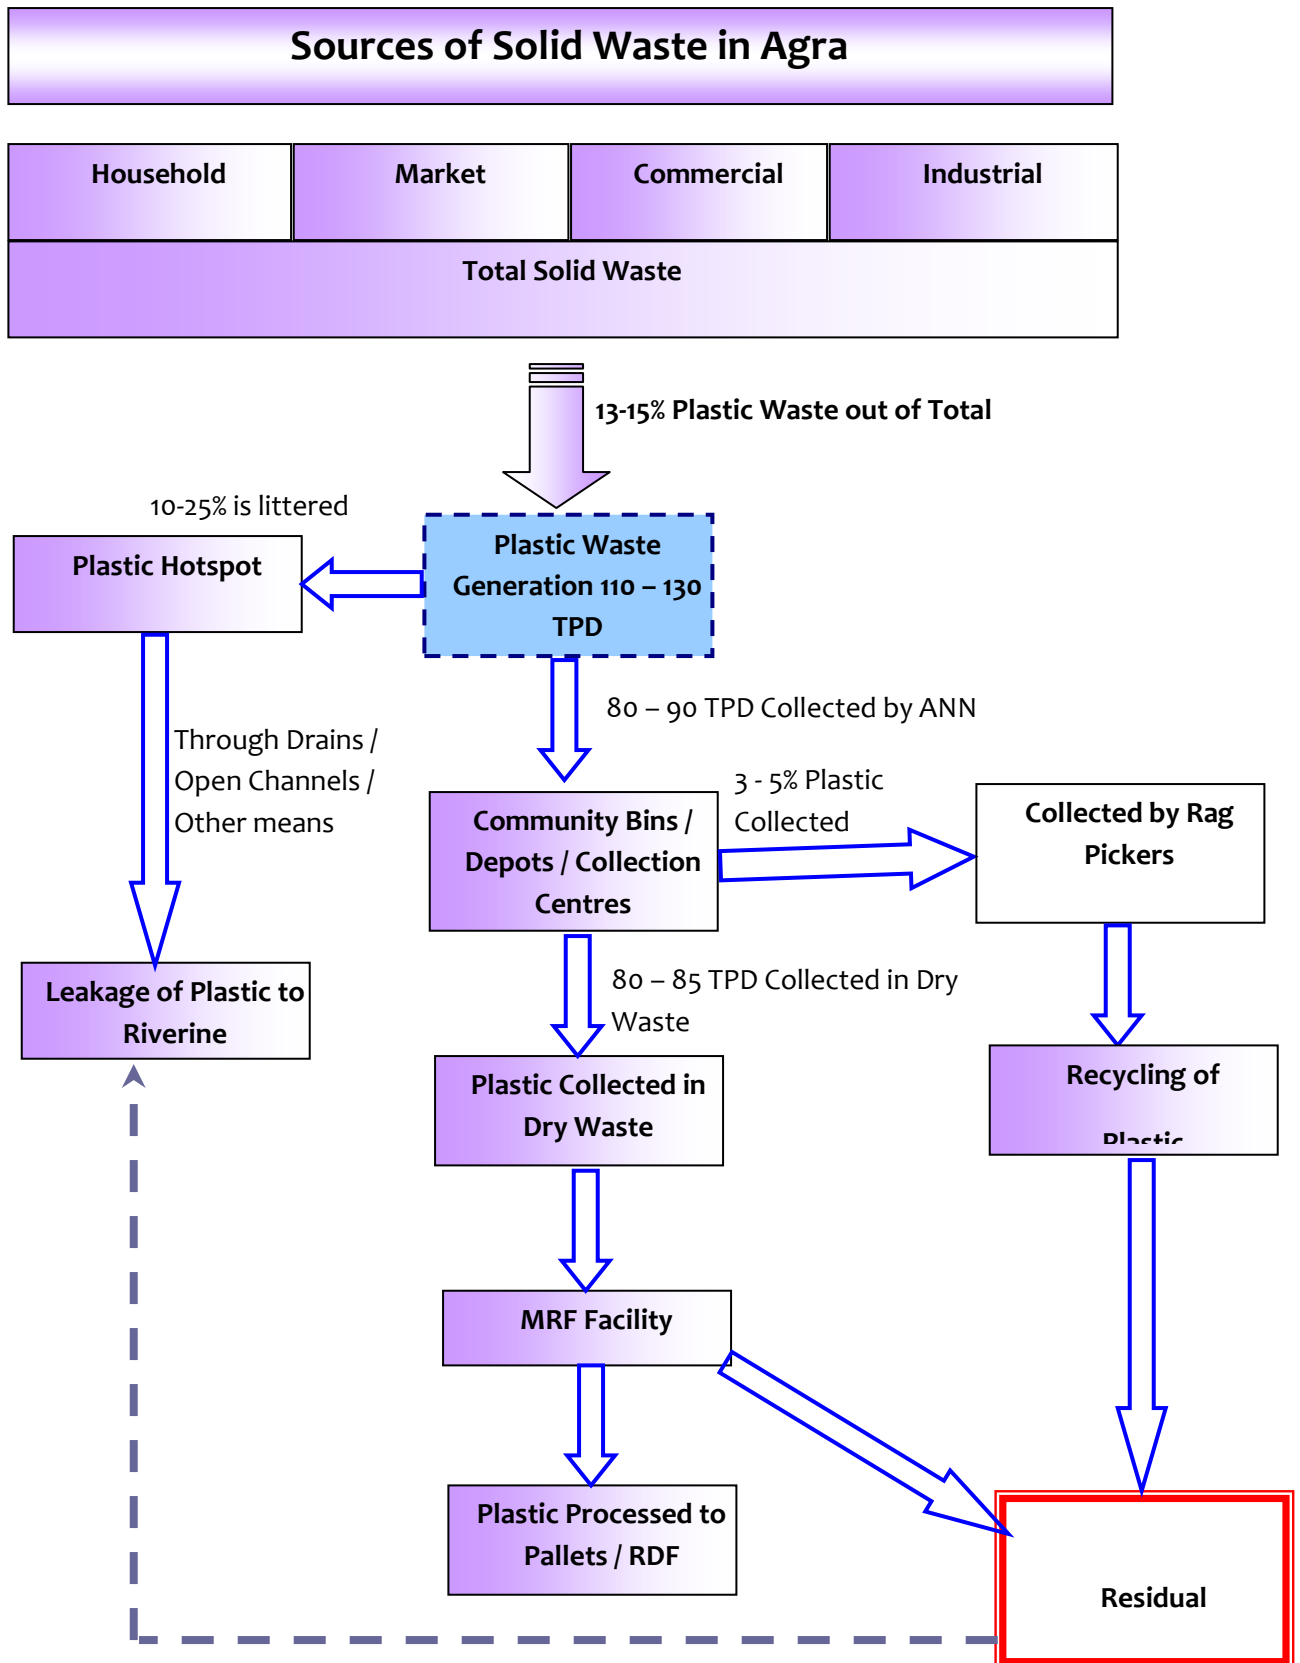 Sources of Solid Waste in Agra
Household
Market
Commercial
Industrial
Total Solid Waste
13-15% Plastic Waste out of Total
10-25% is littered
Plastic Hotspot
Plastic Waste
Generation 110 – 130
TPD
Through Drains /
Open Channels /
Other means
80 – 90 TPD Collected by ANN
3 - 5% Plastic
Collected
Community Bins /
Depots / Collection
Centres
Collected by Rag
Pickers
Leakage of Plastic to
Riverine
80 – 85 TPD Collected in Dry
Waste
Plastic Collected in
Dry Waste
Recycling of
Plastic
MRF Facility
Plastic Processed to
Pallets / RDF
Residual